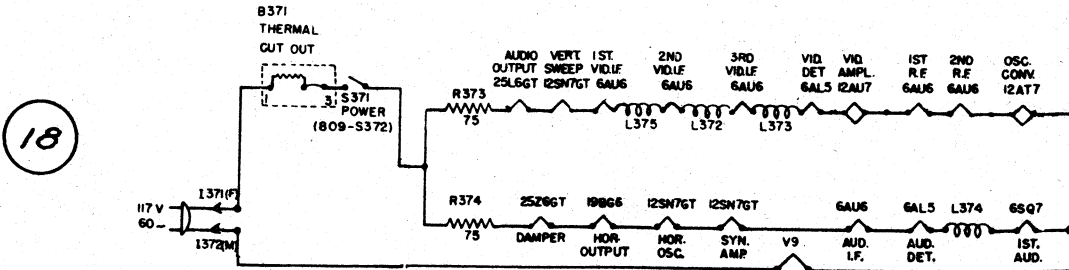 B371
THERMAL
CUT OUT
1
3
S371
POWER
(809-S372)
18
R373
75
AUDIO
OUTPUT
25L6GT
VERT
SWEEP
12SN7GT
1ST.
VID.I.F.
6AU6
2ND
VID.I.F.
6AU6
3RD
VID.I.F.
6AU6
VID.
DET
6AL5
VID.
AMPL.
12AU7
1ST
R.F.
6AU6
2ND
R.F.
6AU6
OSC.
CONV.
12AT7
L375
L372
L373
I371(F)
117 V
60 ~
I372(M)
R374
75
25Z6GT
DAMPER
19BG6
HOR.
OUTPUT
12SN7GT
HOR.
OSC.
12SN7GT
SYN.
AMP.
V9
6AU6
AUD.
I.F.
6AL5
AUD.
DET.
L374
6SQ7
1ST.
AUD.